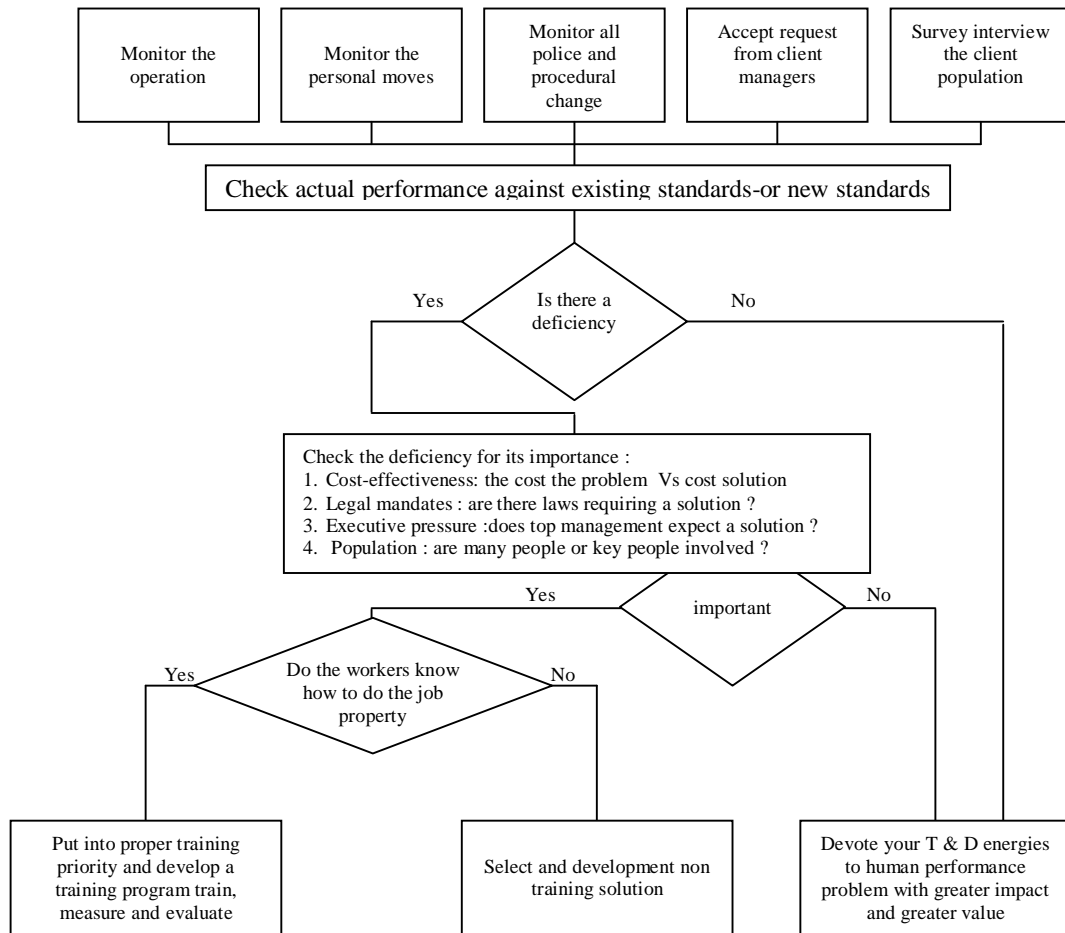 Monitor the
operation
Monitor the
personal moves
Monitor all
police and
procedural
change
Accept request
from client
managers
Survey interview
the client
population
Check actual performance against existing standards-or new standards
Yes
Is there a
deficiency
No
Check the deficiency for its importance :
1. Cost-effectiveness: the cost the problem Vs cost solution
2. Legal mandates : are there laws requiring a solution ?
3. Executive pressure :does top management expect a solution ?
4. Population : are many people or key people involved ?
Yes
important
No
Yes
Do the workers know
how to do the job
property
No
Put into proper training
priority and develop a
training program train,
measure and evaluate
Select and development non
training solution
Devote your T & D energies
to human performance
problem with greater impact
and greater value